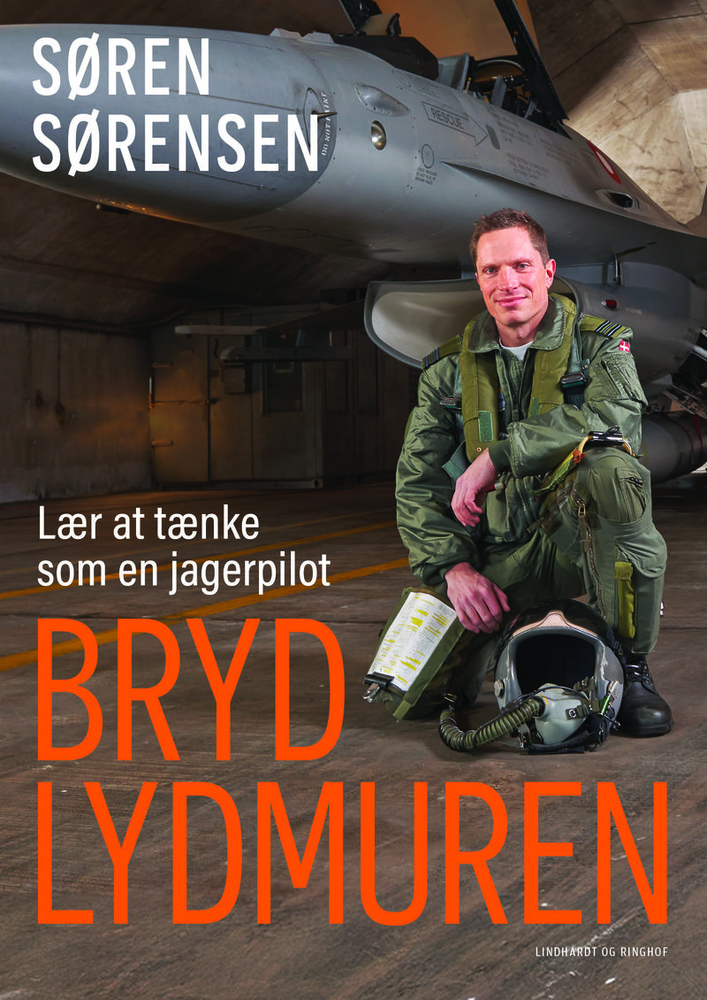 SØREN
SØRENSEN
RESCUE
Lær at tænke
som en jagerpilot
BRYD
LYDMUREN
LINDHARDT OG RINGHOF